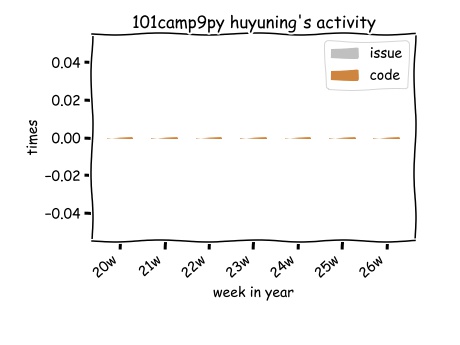 101camp9py huyuning's activity
issue
code
times
0.04
0.02
0.00
−0.02
−0.04
20w
21w
22w
23w
24w
25w
26w
week in year